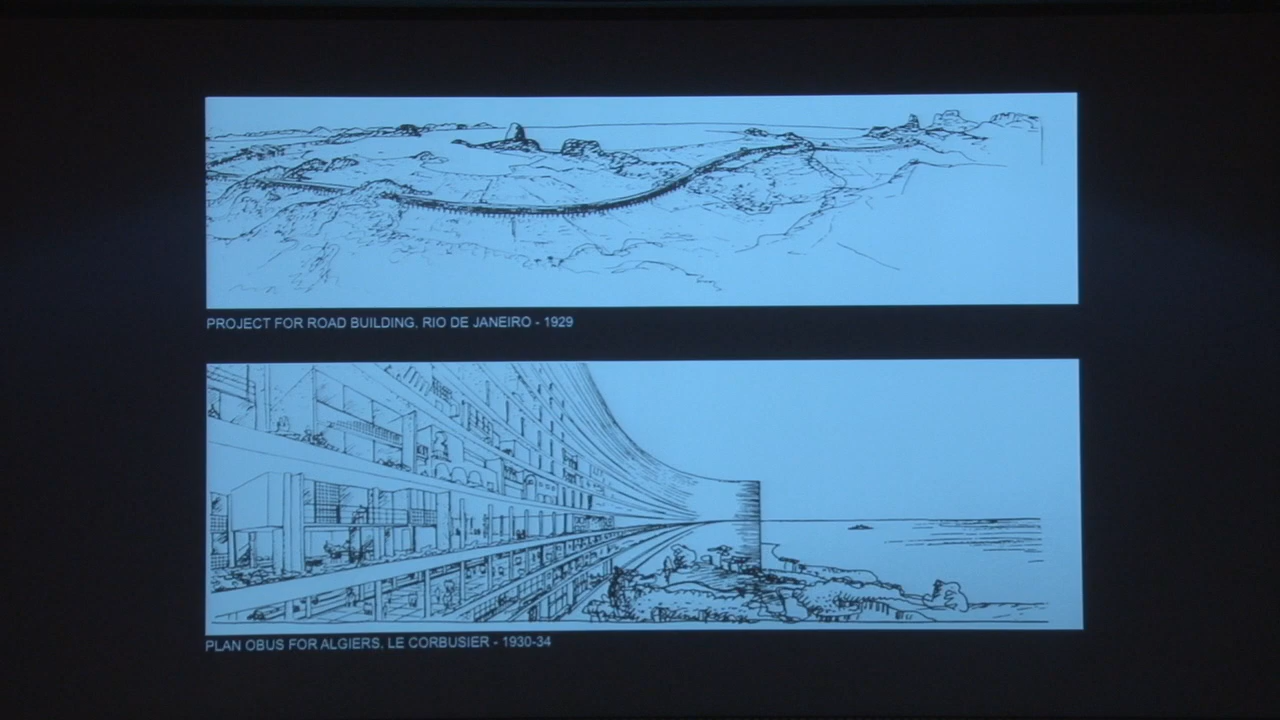 PROJECT FOR ROAD BUILDING, RIO DE JANEIRO - 1929
PLAN OBUS FOR ALGIERS. LE CORBUSIER - 1930-34